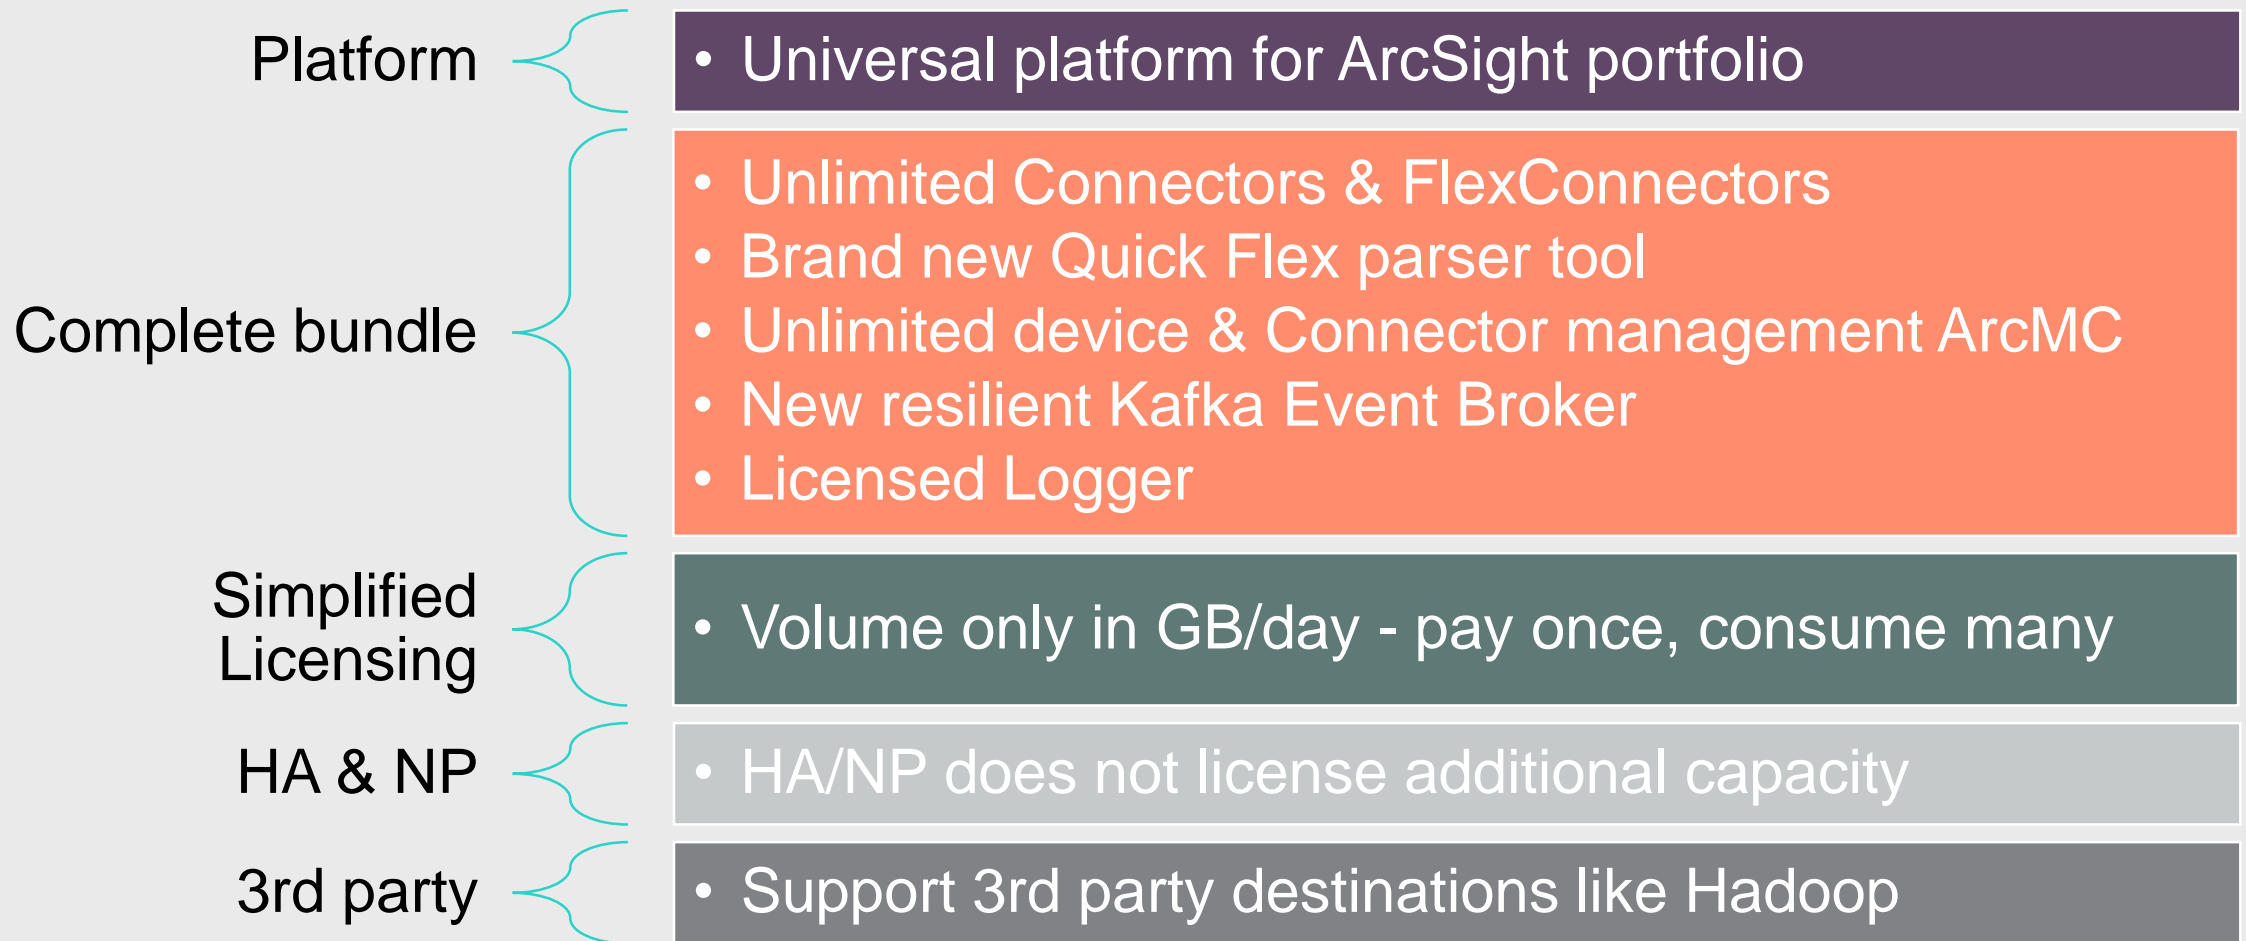 Platform
• Universal platform for ArcSight portfolio
Complete bundle
• Unlimited Connectors & FlexConnectors
• Brand new Quick Flex parser tool
• Unlimited device & Connector management ArcMC
• New resilient Kafka Event Broker
• Licensed Logger
Simplified
Licensing
• Volume only in GB/day - pay once, consume many
HA & NP
• HA/NP does not license additional capacity
3rd party
• Support 3rd party destinations like Hadoop